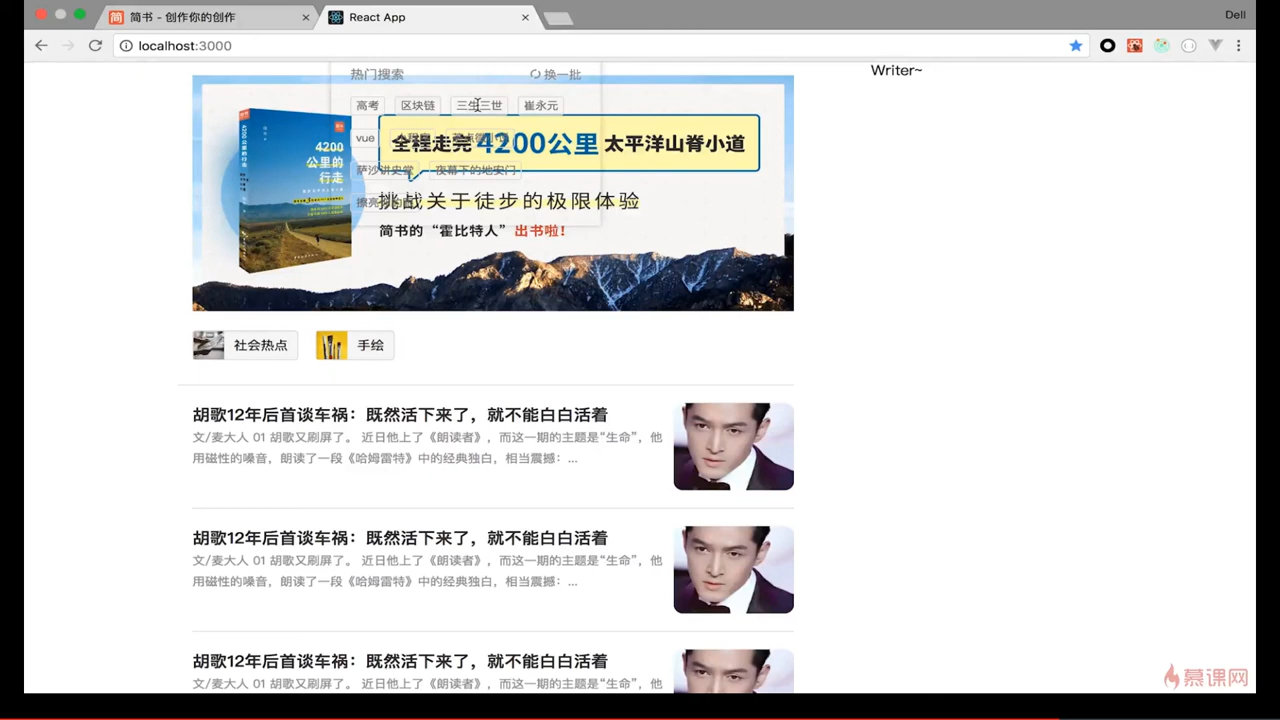 简书 - 创作你的创作
React App
Dell
localhost:3000
热门搜索 换一批
Writer~
高考 区块链 三生三世 崔永元
vue
全程走完4200公里太平洋山脊小道
4200
公里的
行走
萨沙讲史堂 夜幕下的地安门
挑战关于徒步的极限体验
简书的“霍比特人”出书啦！
社会热点 手绘
胡歌12年后首谈车祸：既然活下来了，就不能白白活着
文/麦大人 01 胡歌又刷屏了。 近日他上了《朗读者》，而这一期的主题是“生命”，他
用磁性的嗓音，朗读了一段《哈姆雷特》中的经典独白，相当震撼： ...
胡歌12年后首谈车祸：既然活下来了，就不能白白活着
文/麦大人 01 胡歌又刷屏了。 近日他上了《朗读者》，而这一期的主题是“生命”，他
用磁性的嗓音，朗读了一段《哈姆雷特》中的经典独白，相当震撼： ...
胡歌12年后首谈车祸：既然活下来了，就不能白白活着
文/麦大人 01 胡歌又刷屏了。 近日他上了《朗读者》，而这一期的主题是“生命”，他
慕课网